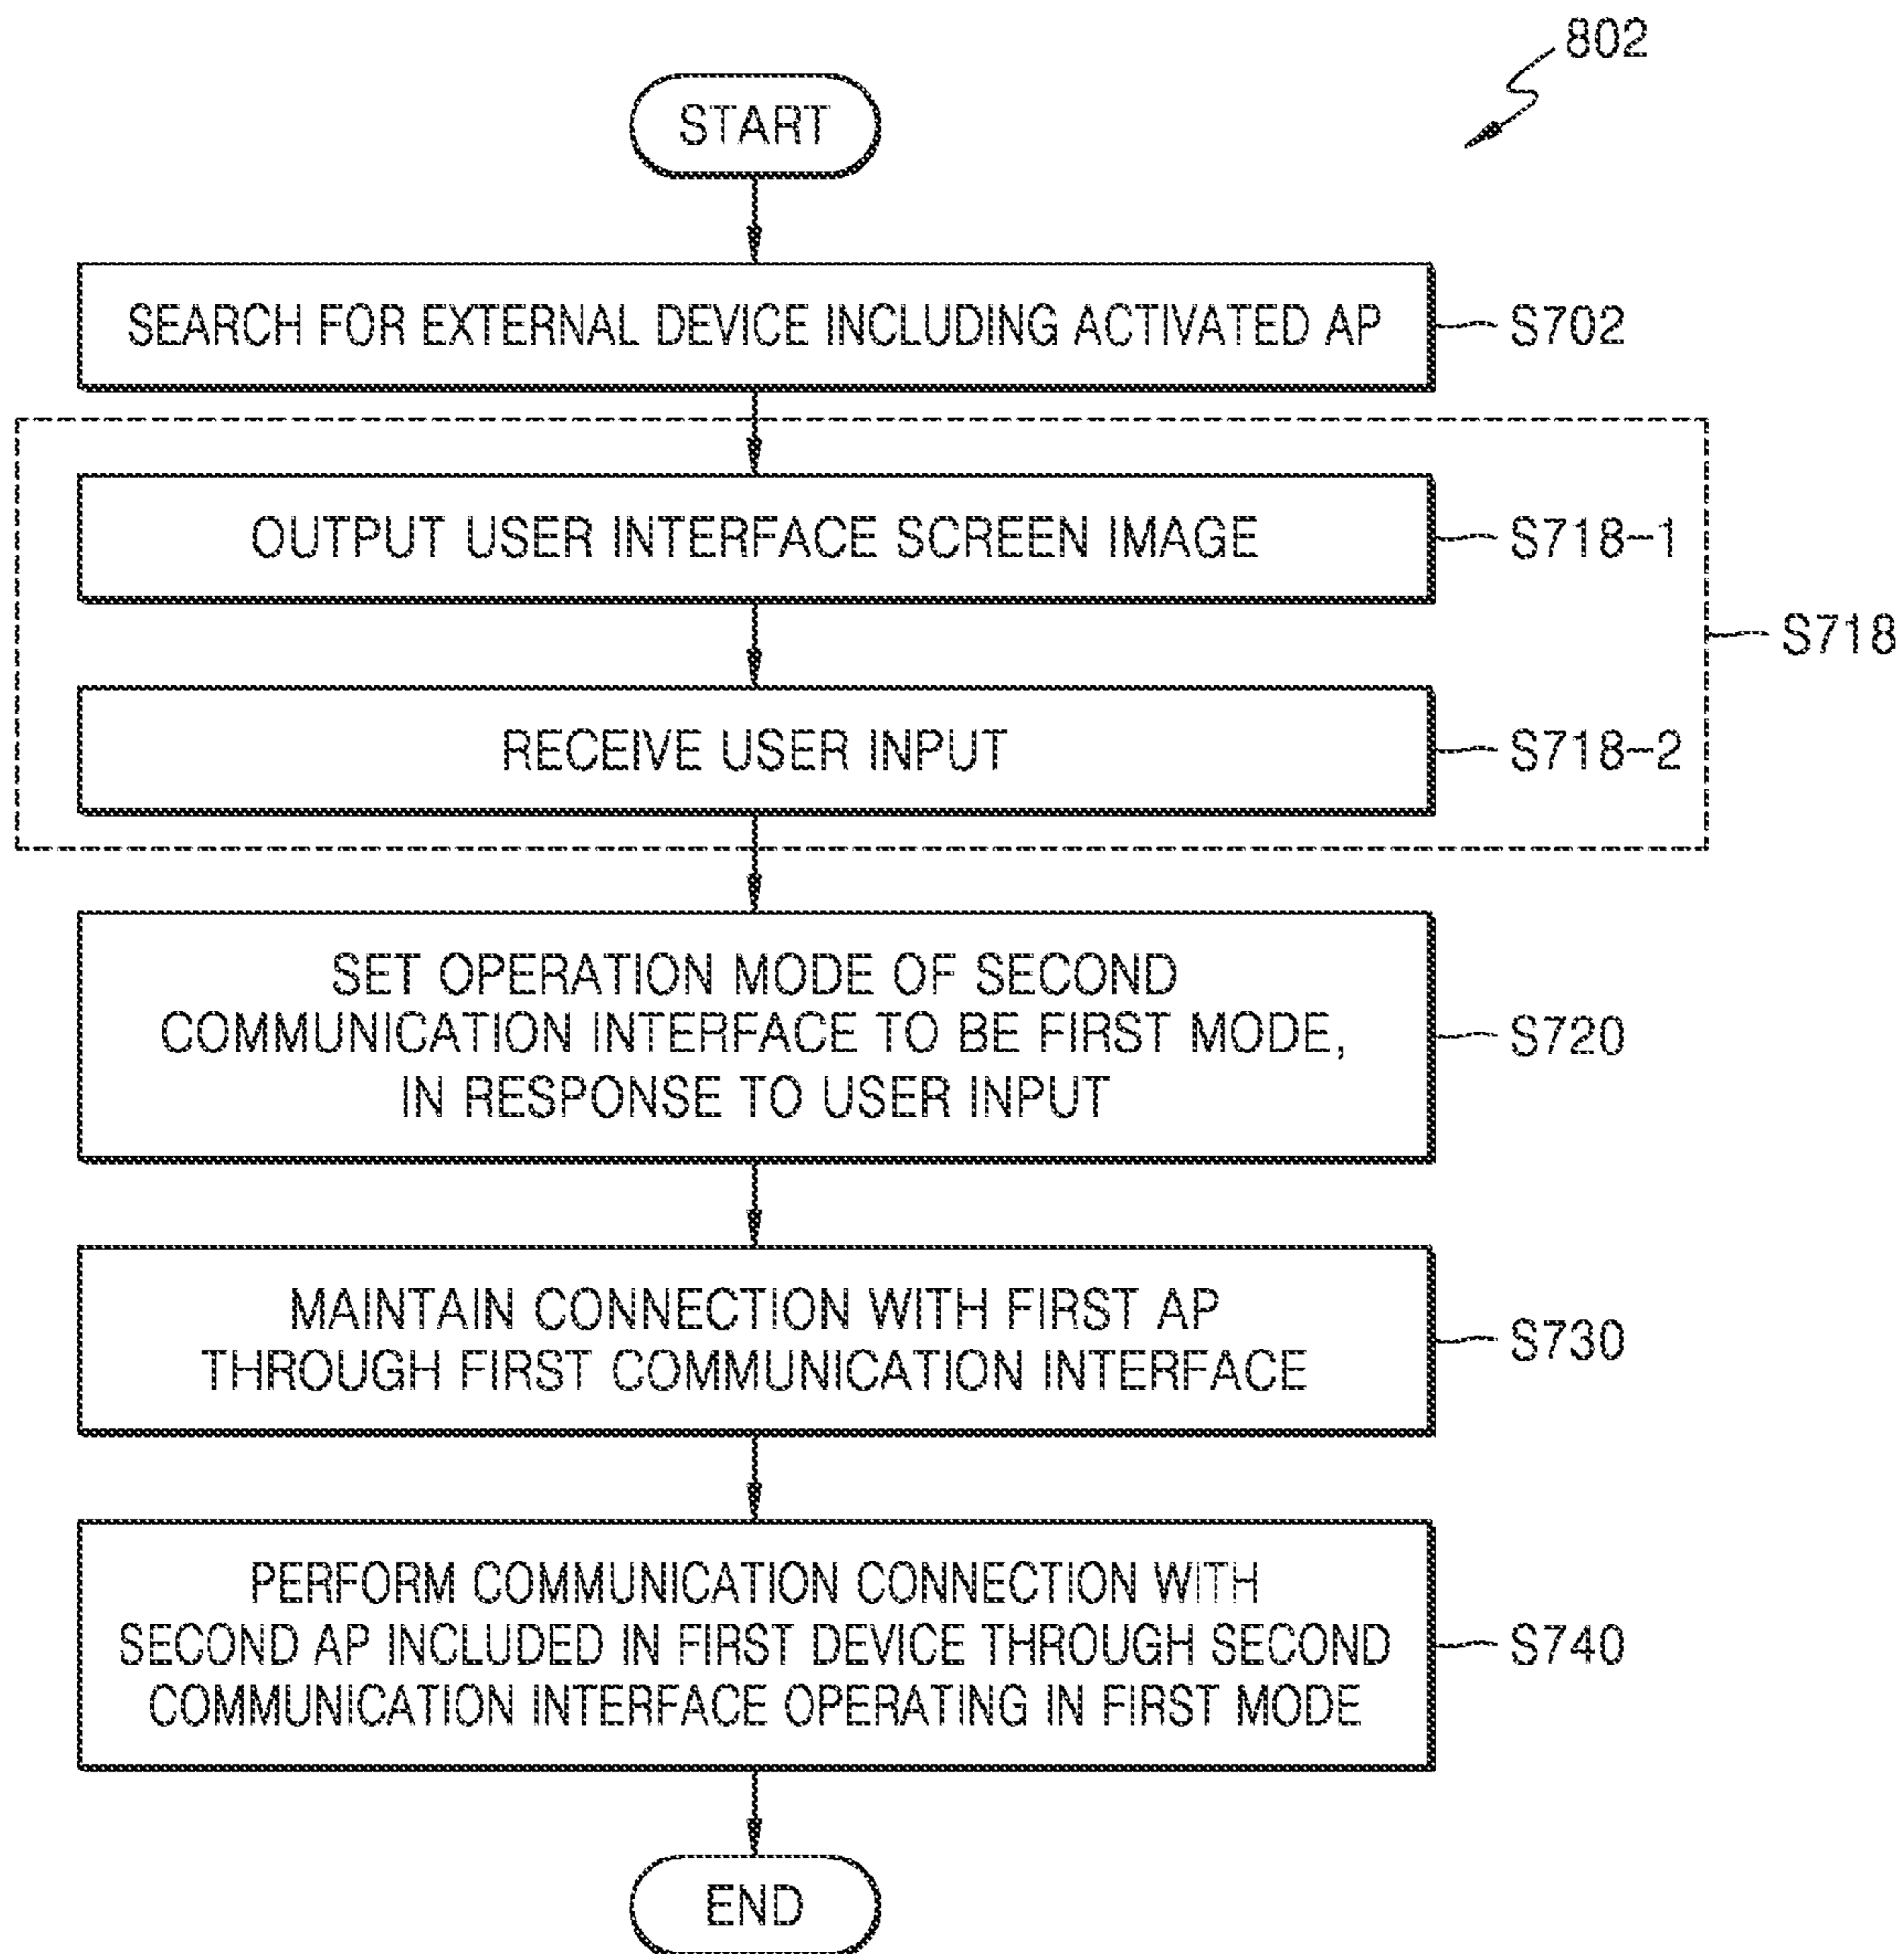 802
START
SEARCH FOR EXTERNAL DEVICE INCLUDING ACTIVATED AP
S702
OUTPUT USER INTERFACE SCREEN IMAGE
S718-1
S718
RECEIVE USER INPUT
S718-2
SET OPERATION MODE OF SECOND
COMMUNICATION INTERFACE TO BE FIRST MODE,
IN RESPONSE TO USER INPUT
S720
MAINTAIN CONNECTION WITH FIRST AP
THROUGH FIRST COMMUNICATION INTERFACE
S730
PERFORM COMMUNICATION CONNECTION WITH
SECOND AP INCLUDED IN FIRST DEVICE THROUGH SECOND
COMMUNICATION INTERFACE OPERATING IN FIRST MODE
S740
END